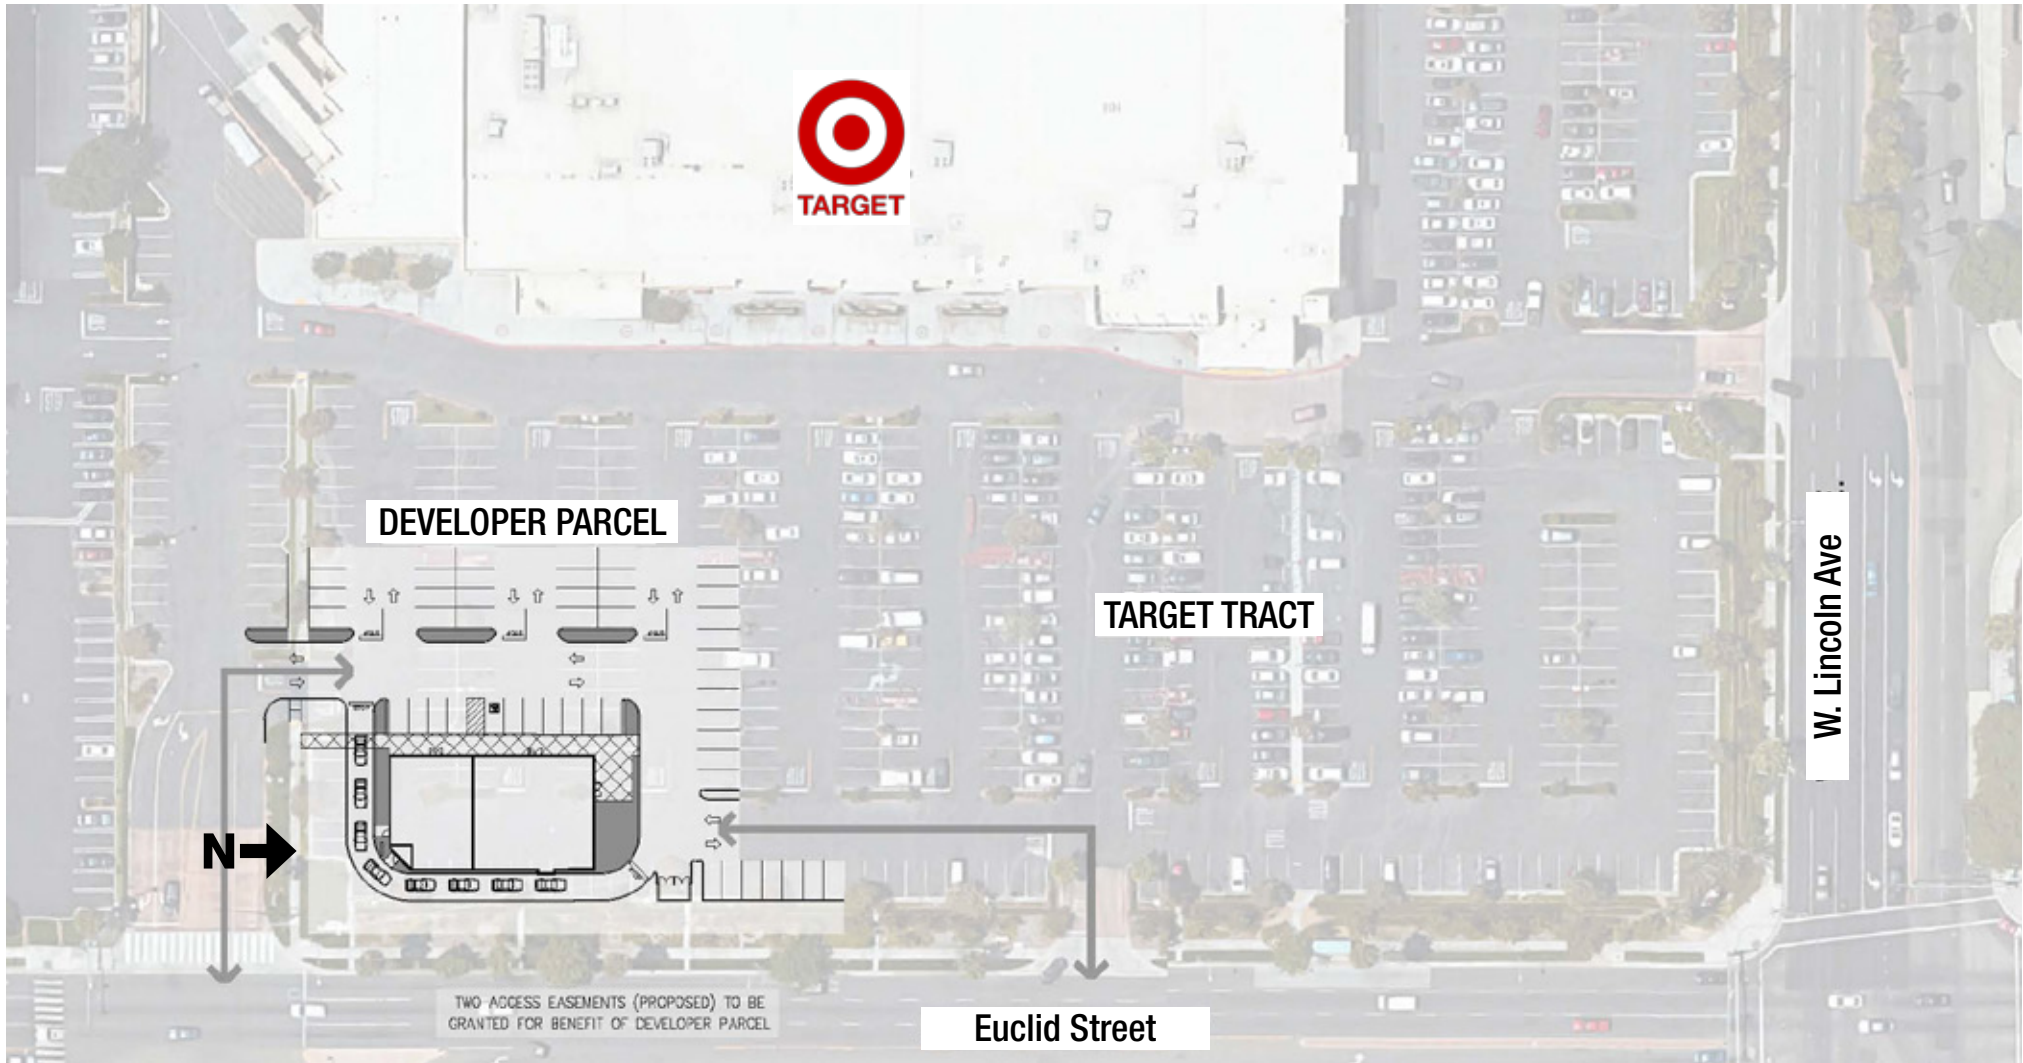 TARGET
DEVELOPER PARCEL
TARGET TRACT
W. Lincoln Ave
N
TWO ACCESS EASEMENTS (PROPOSED) TO BE
GRANTED FOR BENEFIT OF DEVELOPER PARCEL
Euclid Street